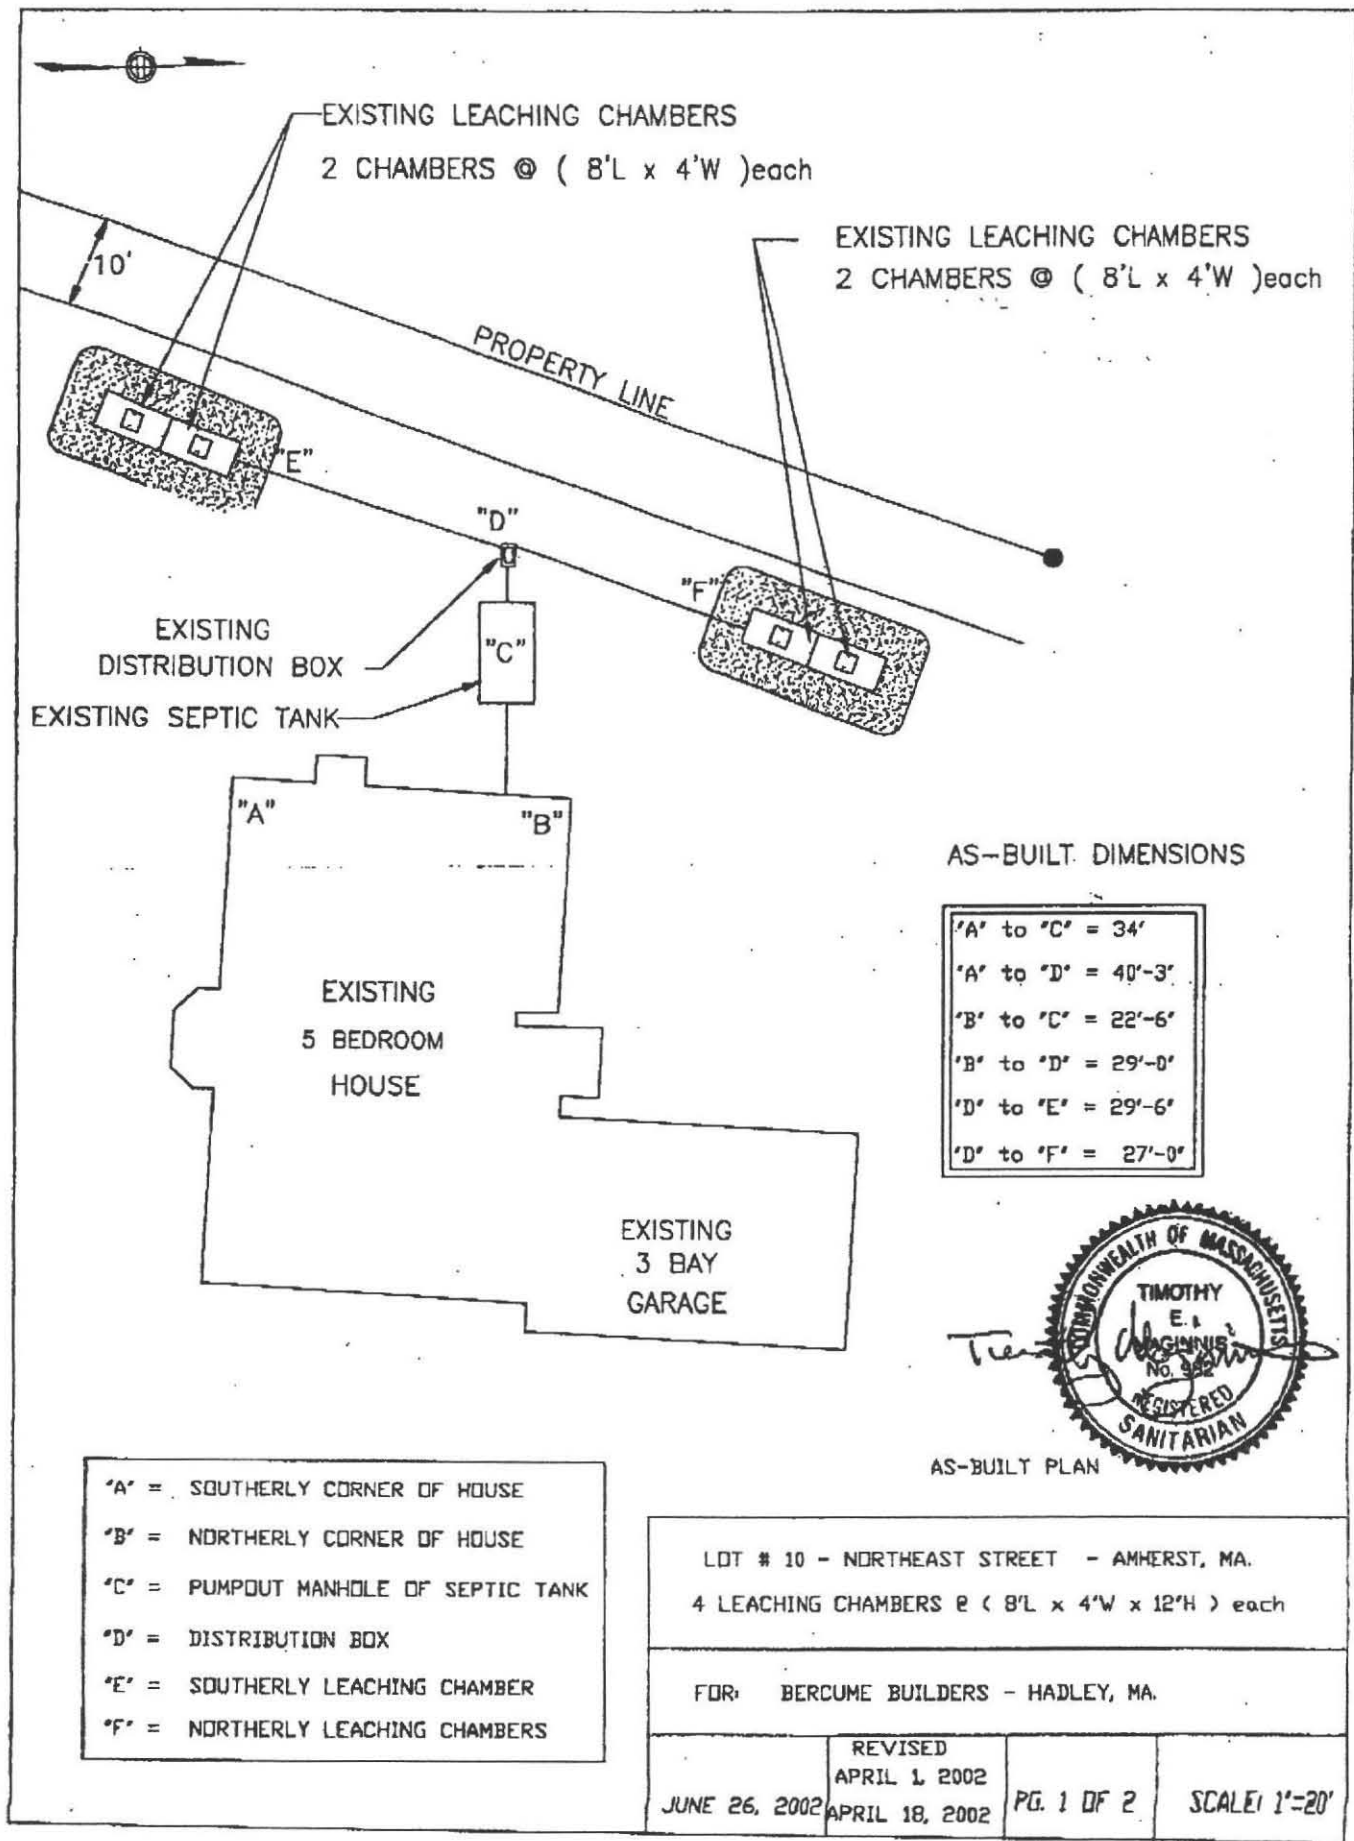 EXISTING LEACHING CHAMBERS
2 CHAMBERS @ ( 8'L x 4'W )each
EXISTING LEACHING CHAMBERS
2 CHAMBERS @ ( 8'L x 4'W )each
10'
PROPERTY LINE
"E"
"D"
"F"
EXISTING
DISTRIBUTION BOX
"C"
EXISTING SEPTIC TANK
"A"
"B"
AS-BUILT DIMENSIONS
"A" to "C" = 34'
"A" to "D" = 40'-3"
"B" to "C" = 22'-6"
"B" to "D" = 29'-0"
"D" to "E" = 29'-6"
"D" to "F" = 27'-0"
EXISTING
5 BEDROOM
HOUSE
EXISTING
3 BAY
GARAGE
COMMONWEALTH OF MASSACHUSETTS
TIMOTHY
E.
MAGINNIS
No. 982
REGISTERED
SANITARIAN
AS-BUILT PLAN
"A" = SOUTHERLY CORNER OF HOUSE
"B" = NORTHERLY CORNER OF HOUSE
"C" = PUMPOUT MANHOLE OF SEPTIC TANK
"D" = DISTRIBUTION BOX
"E" = SOUTHERLY LEACHING CHAMBER
"F" = NORTHERLY LEACHING CHAMBERS
LOT # 10 - NORTHEAST STREET - AMHERST, MA.
4 LEACHING CHAMBERS @ ( 8'L x 4'W x 12"H ) each
FOR: BERCUME BUILDERS - HADLEY, MA.
JUNE 26, 2002
REVISED
APRIL 1, 2002
APRIL 18, 2002
PG. 1 OF 2
SCALE: 1"=20'